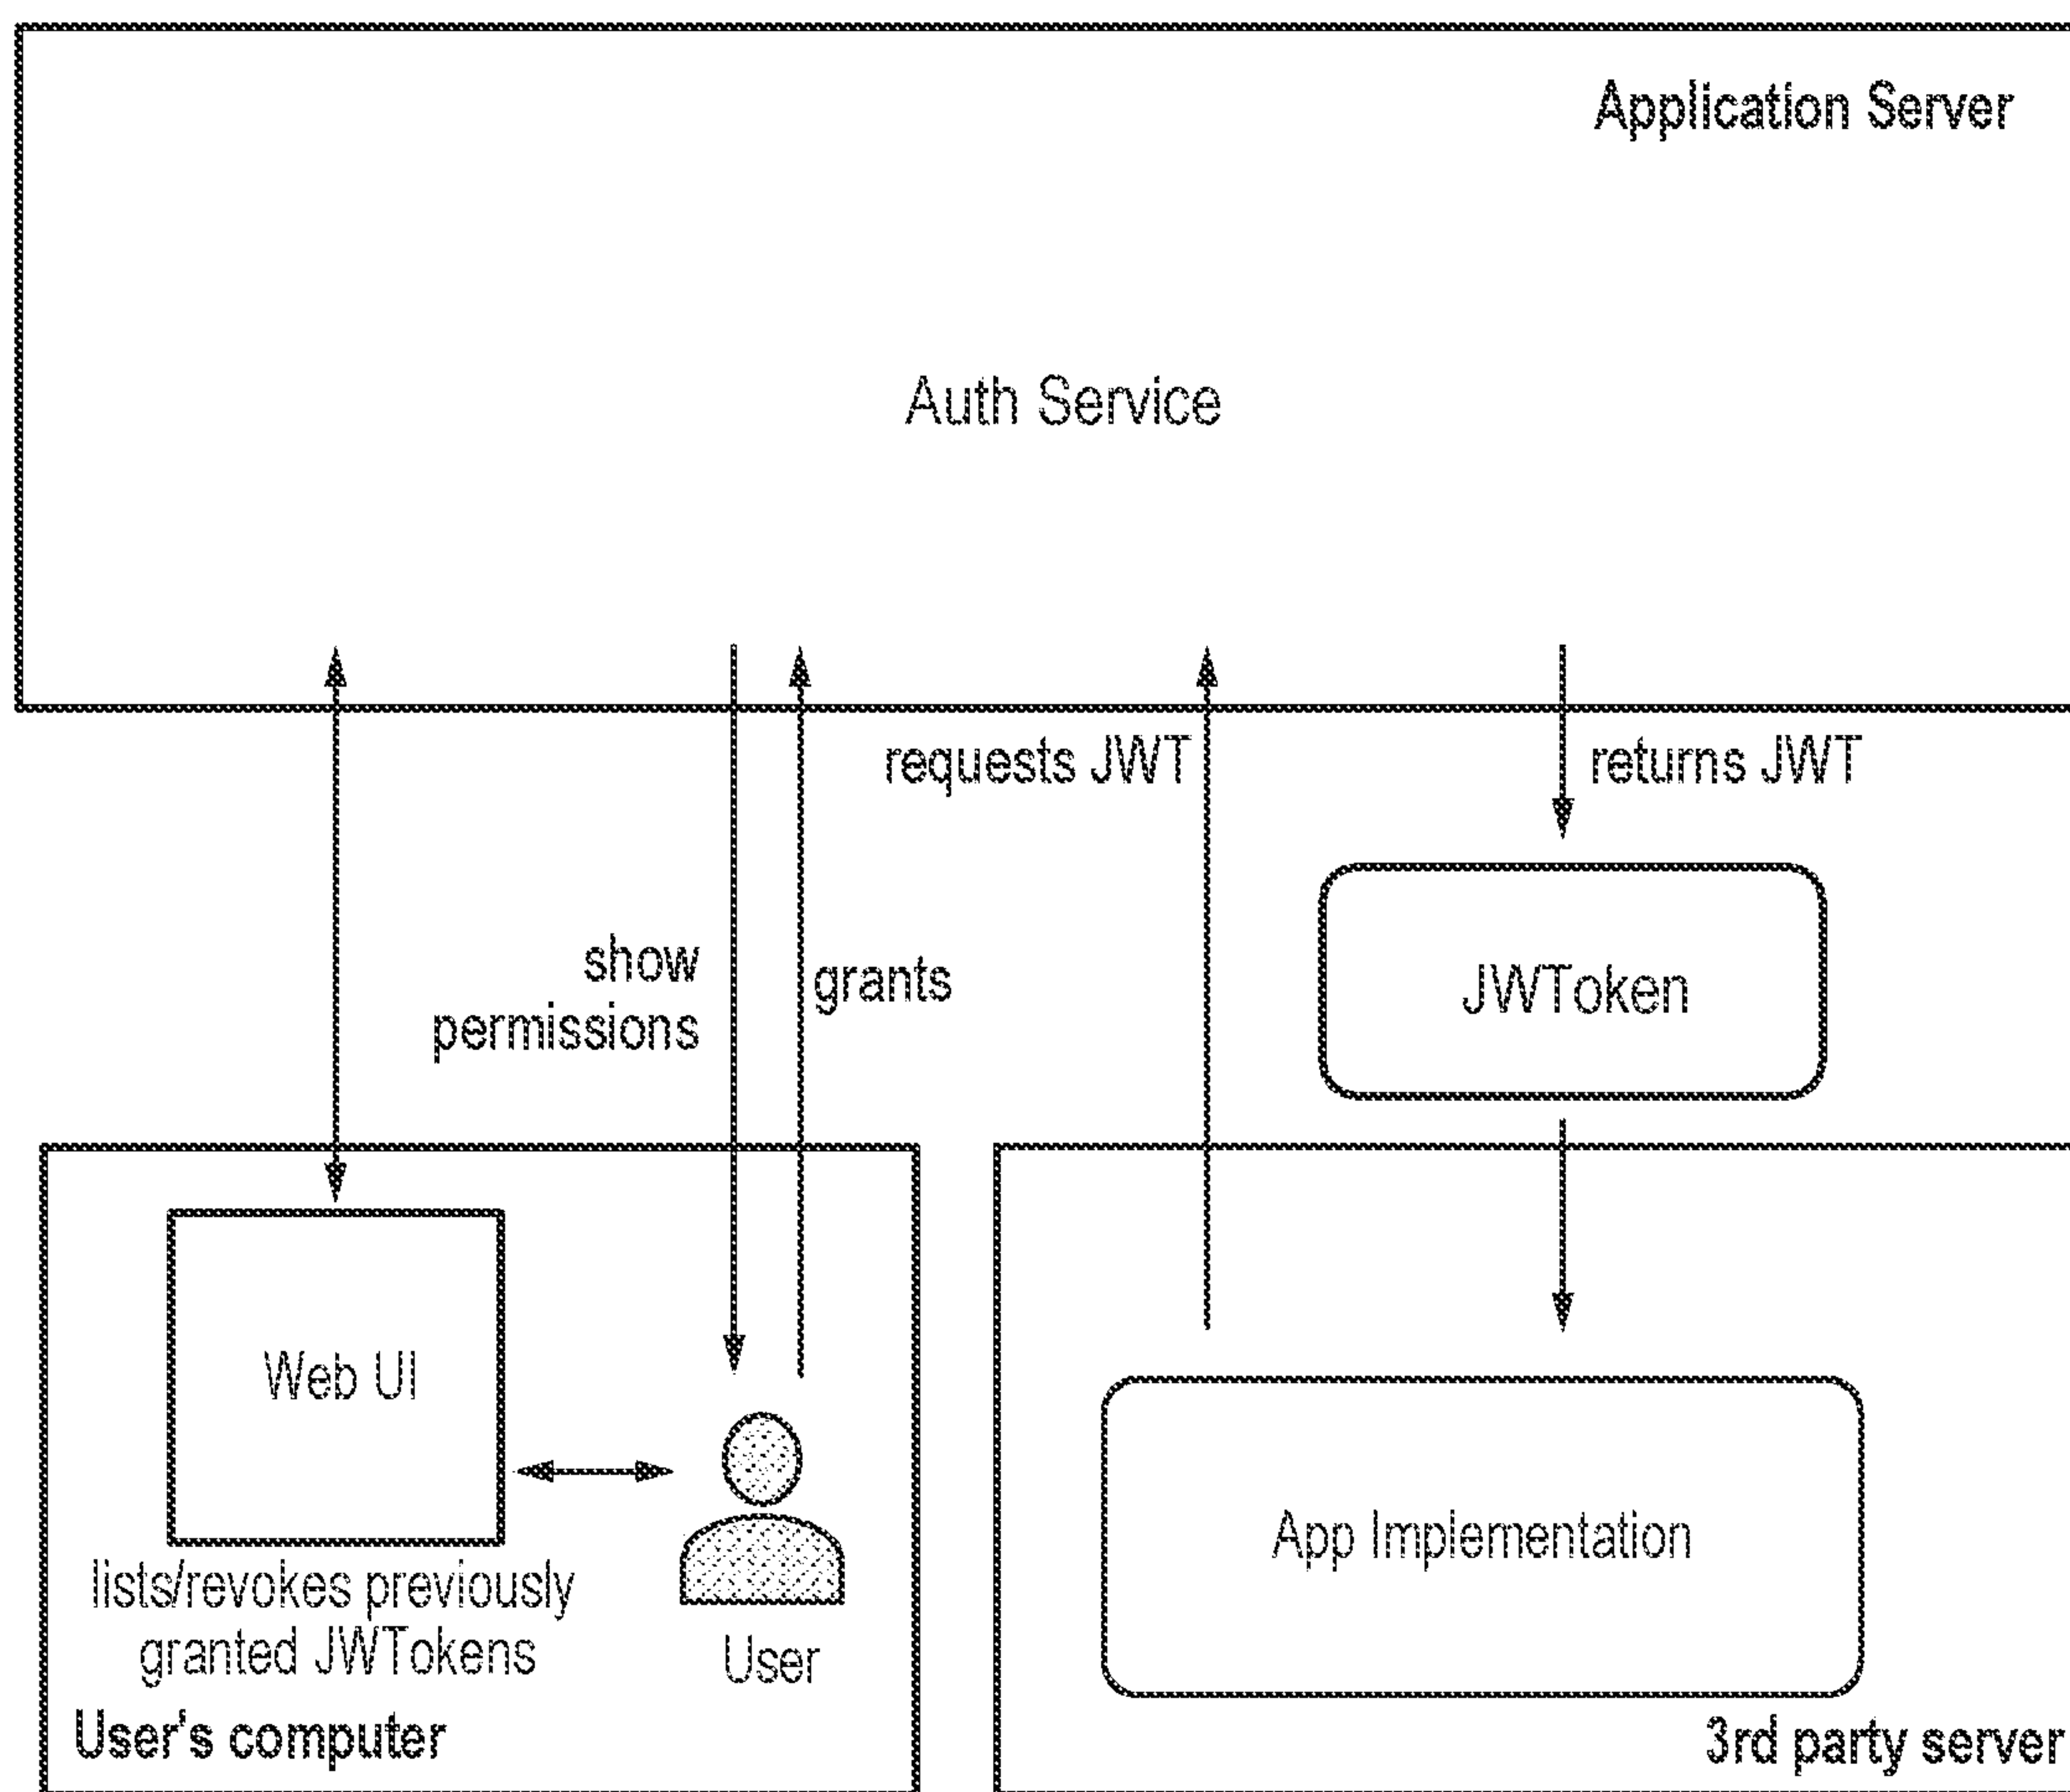 Application Server
Auth Service
requests JWT
returns JWT
show
permissions
grants
JWToken
Web UI
lists/revokes previously
granted JWTokens
User
User's computer
App Implementation
3rd party server